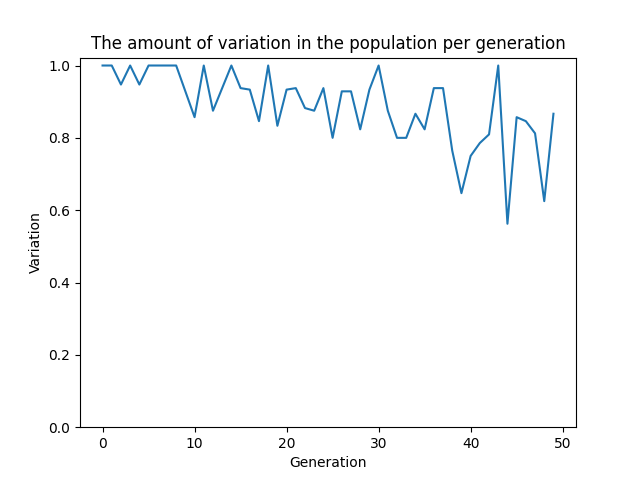 The amount of variation in the population per generation
1.0
0.8
0.6
0.4
0.2
0.0
Variation
0 10 20 30 40 50
Generation